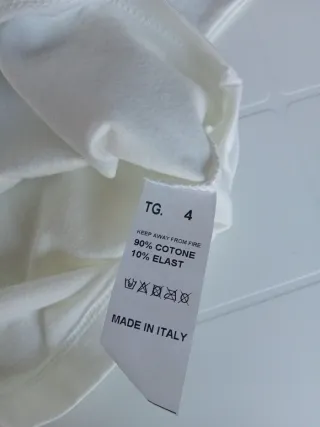 TG. 4
KEEP AWAY FROM FIRE
90% COTONE
10% ELAST
MADE IN ITALY